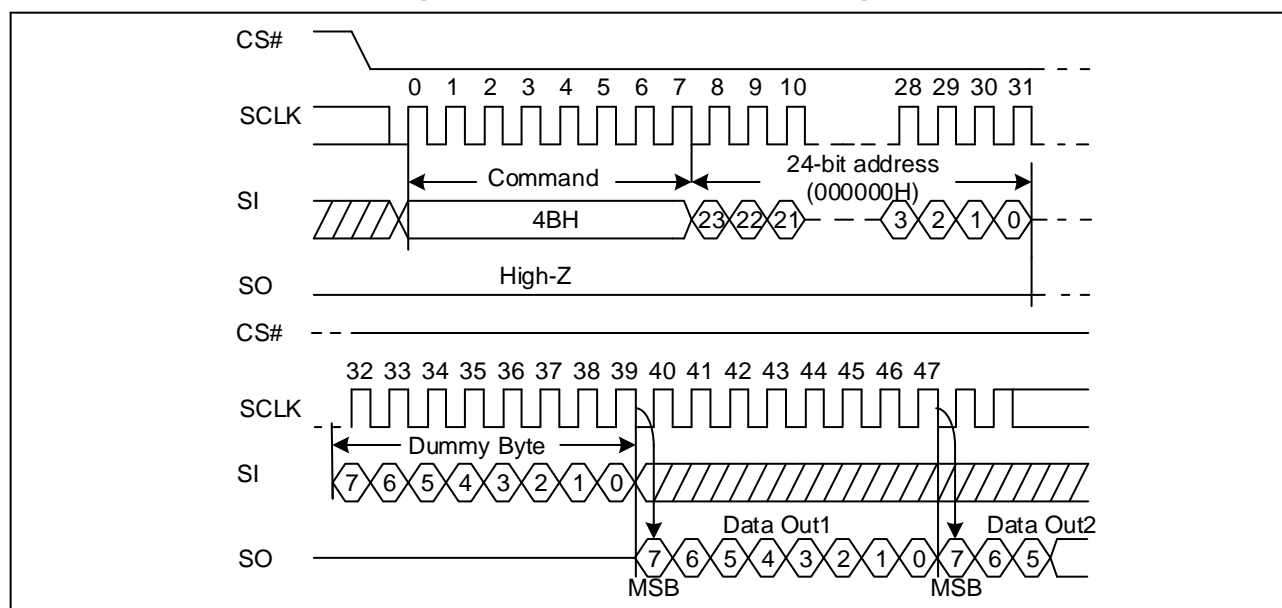 CS#
0 1 2 3 4 5 6 7 8 9 10 28 29 30 31
SCLK
Command
24-bit address
(000000H)
SI
4BH
23 22 21 3 2 1 0
High-Z
SO
CS#
32 33 34 35 36 37 38 39 40 41 42 43 44 45 46 47
SCLK
Dummy Byte
SI
7 6 5 4 3 2 1 0
Data Out1 Data Out2
SO
7 6 5 4 3 2 1 0 7 6 5
MSB MSB